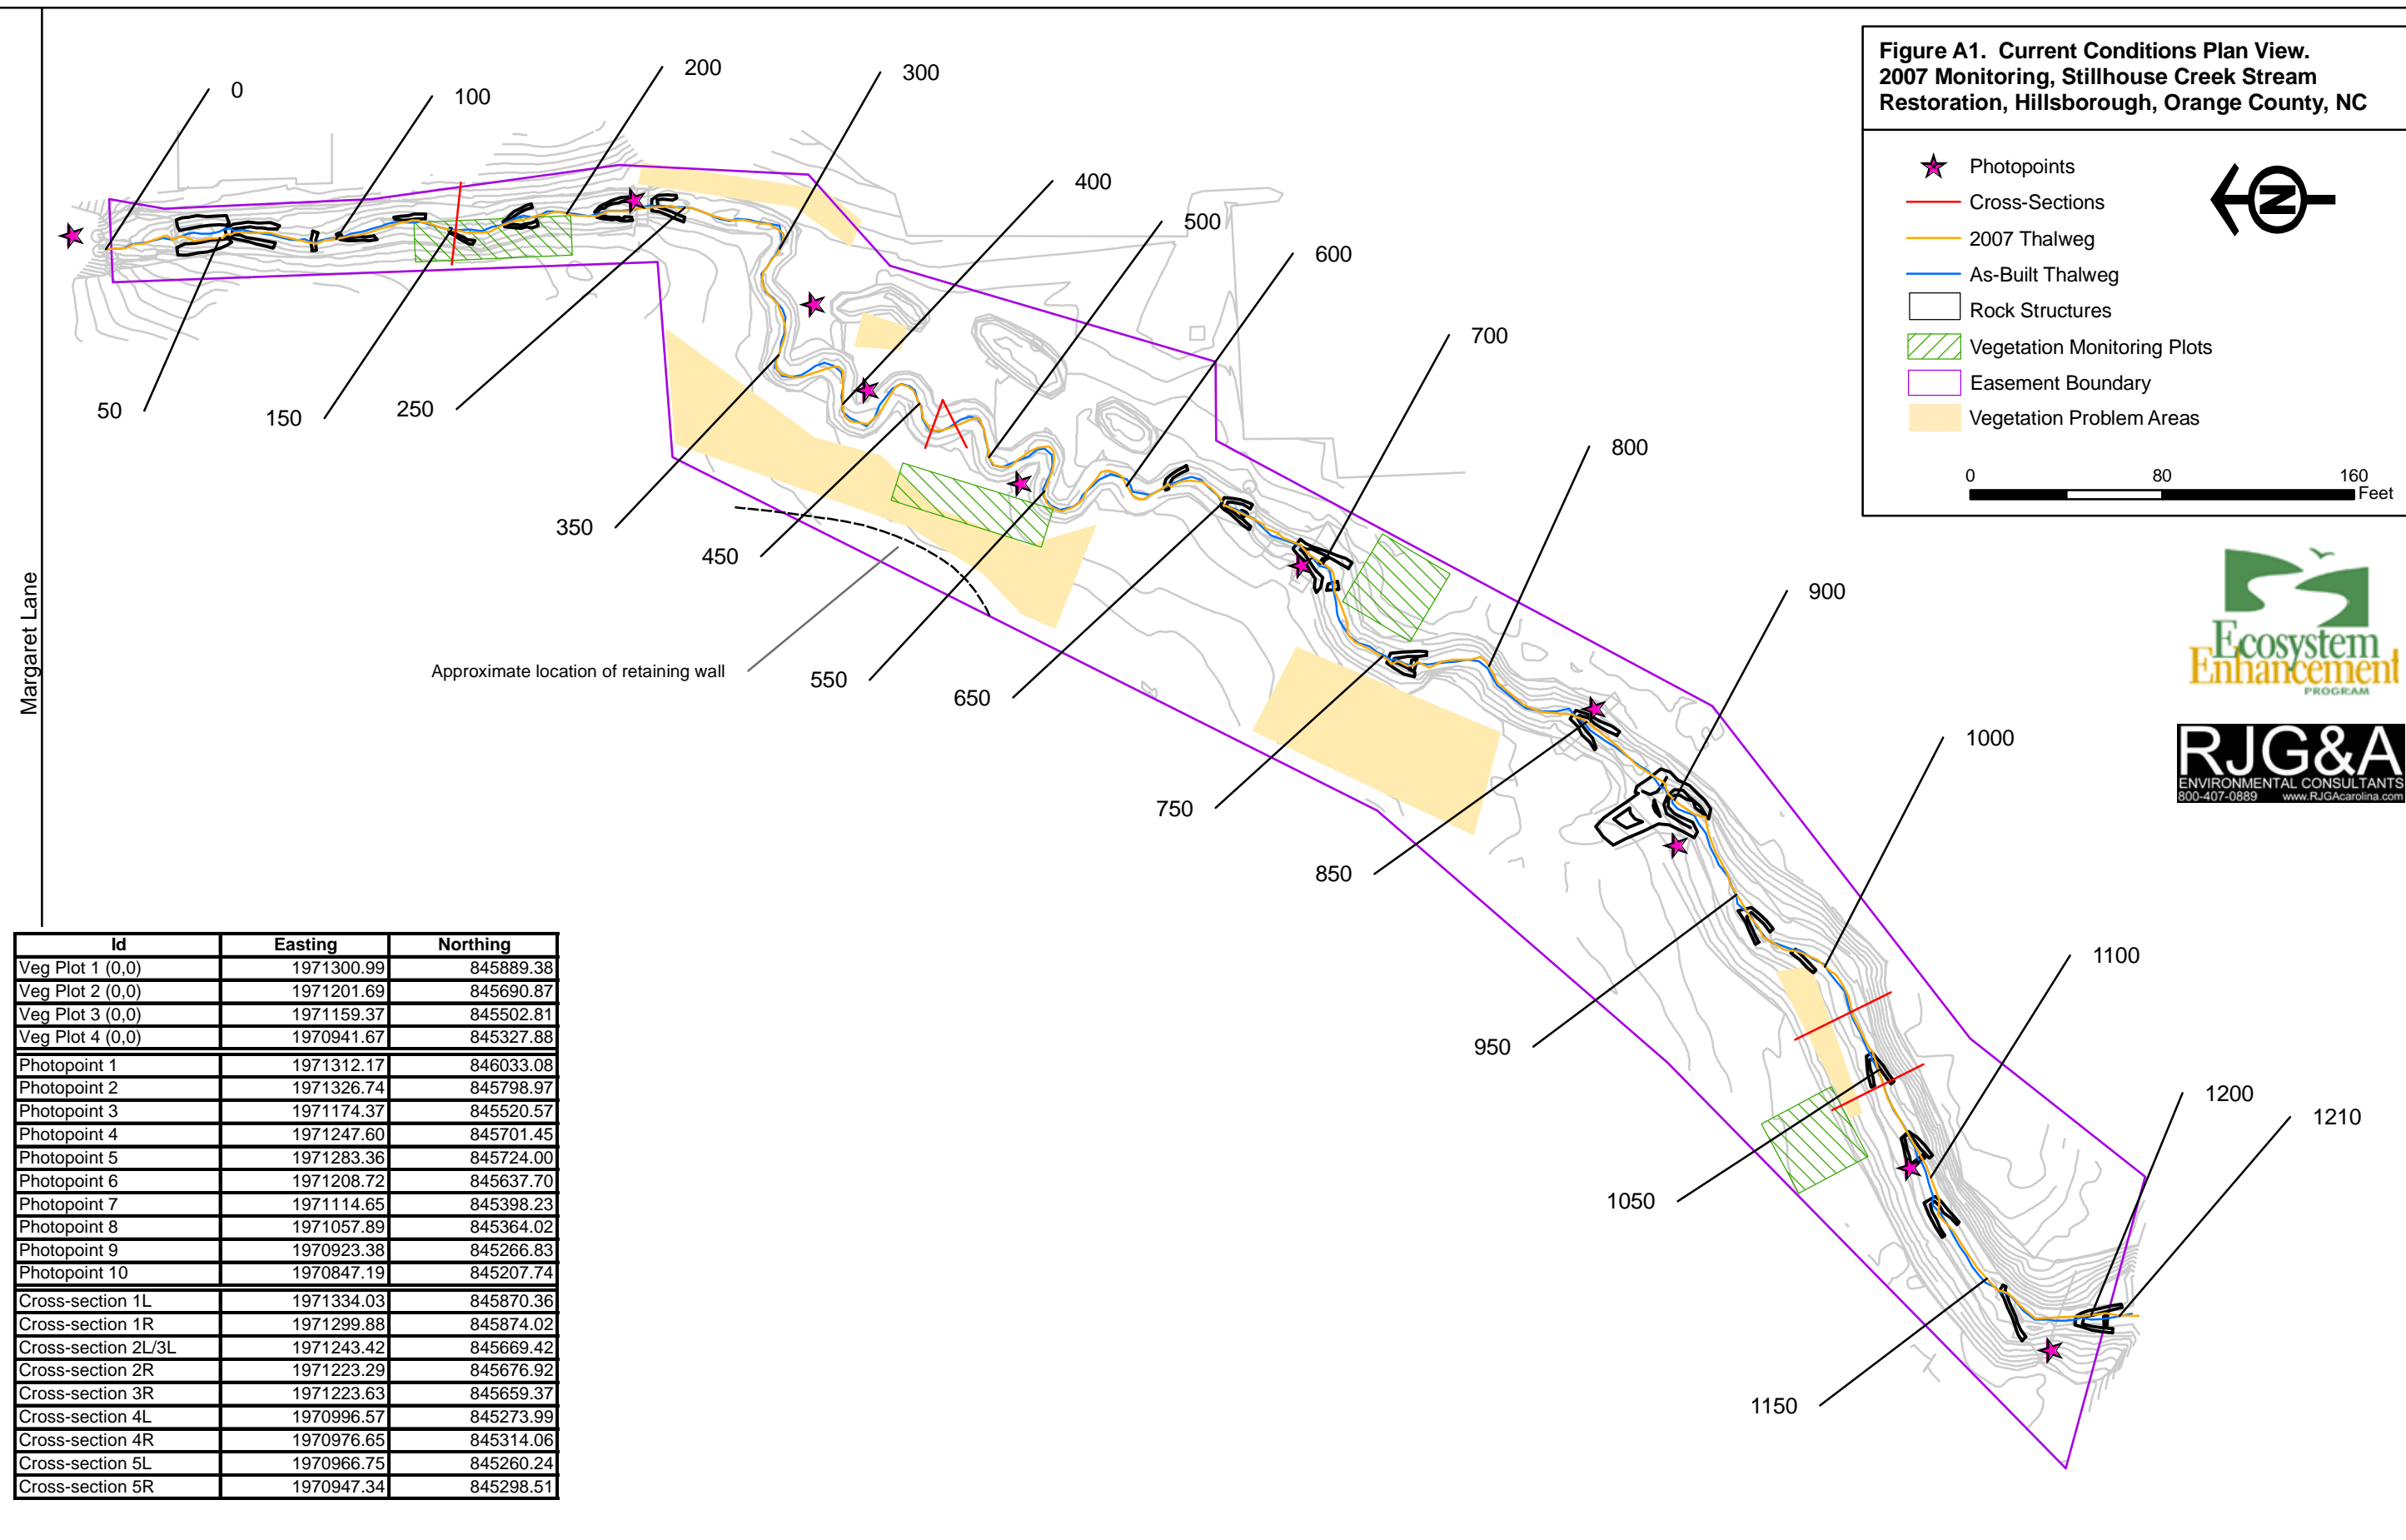 Figure A1. Current Conditions Plan View.
2007 Monitoring, Stillhouse Creek Stream
Restoration, Hillsborough, Orange County, NC
Photopoints
Cross-Sections
2007 Thalweg
As-Built Thalweg
Rock Structures
Vegetation Monitoring Plots
Easement Boundary
Vegetation Problem Areas
N
0 80 160
Feet
0
100
200
300
400
500
600
700
800
900
1000
1100
1200
1210
50
150
250
350
450
550
650
750
850
950
1050
1150
Approximate location of retaining wall
Margaret Lane
Ecosystem
Enhancement
PROGRAM
RJG&A
ENVIRONMENTAL CONSULTANTS
800-407-0889 www.RJGAcarolina.com
Id Easting Northing
Veg Plot 1 (0,0) 1971300.99 845889.38
Veg Plot 2 (0,0) 1971201.69 845690.87
Veg Plot 3 (0,0) 1971159.37 845502.81
Veg Plot 4 (0,0) 1970941.67 845327.88
Photopoint 1 1971312.17 846033.08
Photopoint 2 1971326.74 845798.97
Photopoint 3 1971174.37 845520.57
Photopoint 4 1971247.60 845701.45
Photopoint 5 1971283.36 845724.00
Photopoint 6 1971208.72 845637.70
Photopoint 7 1971114.65 845398.23
Photopoint 8 1971057.89 845364.02
Photopoint 9 1970923.38 845266.83
Photopoint 10 1970847.19 845207.74
Cross-section 1L 1971334.03 845870.36
Cross-section 1R 1971299.88 845874.02
Cross-section 2L/3L 1971243.42 845669.42
Cross-section 2R 1971223.29 845676.92
Cross-section 3R 1971223.63 845659.37
Cross-section 4L 1970996.57 845273.99
Cross-section 4R 1970976.65 845314.06
Cross-section 5L 1970966.75 845260.24
Cross-section 5R 1970947.34 845298.51